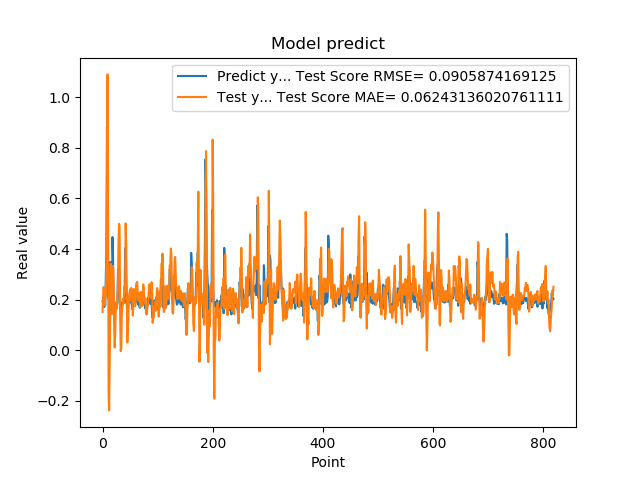 Model predict
Predict y... Test Score RMSE= 0.0905874169125
Test y... Test Score MAE= 0.06243136020761111
1.0
0.8
0.6
0.4
0.2
0.0
−0.2
Real value
0 200 400 600 800
Point